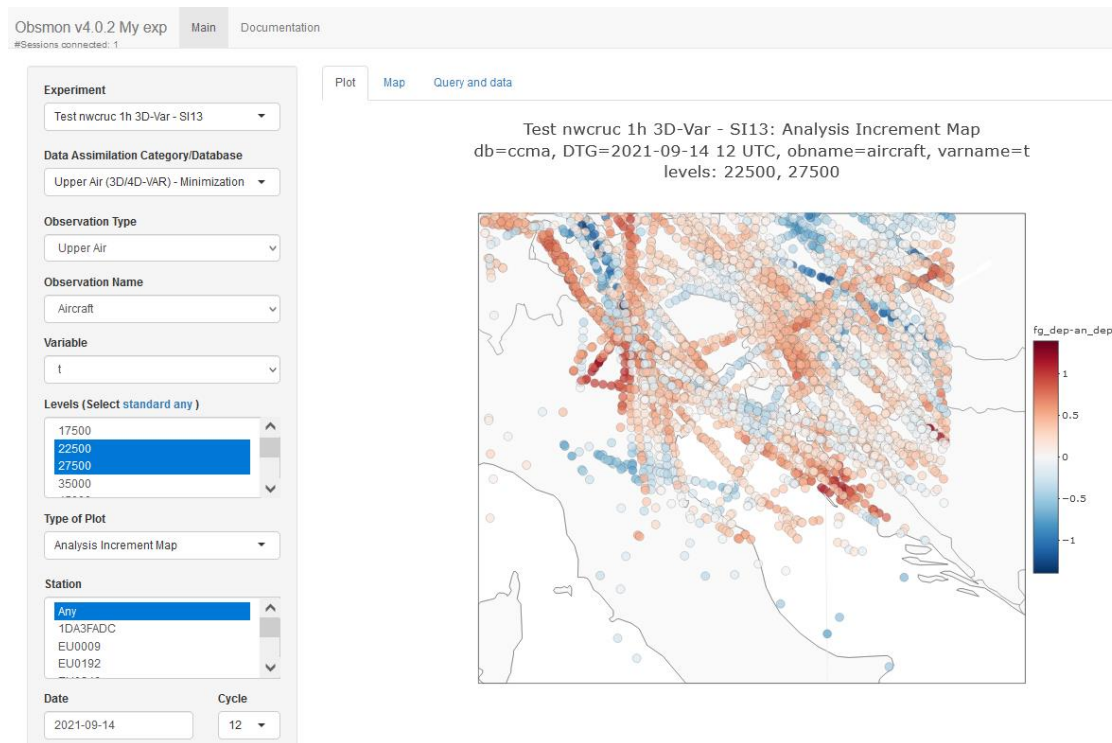 Obsmon v4.0.2 My exp Main Documentation
#Sessions connected: 1
Experiment
Test nwcruc 1h 3D-Var - SI13
Data Assimilation Category/Database
Upper Air (3D/4D-VAR) - Minimization
Observation Type
Upper Air
Observation Name
Aircraft
Variable
t
Levels (Select standard any )
17500
22500
27500
35000
Type of Plot
Analysis Increment Map
Station
Any
1DA3FADC
EU0009
EU0192
Date Cycle
2021-09-14 12
Plot Map Query and data
Test nwcruc 1h 3D-Var - SI13: Analysis Increment Map
db=ccma, DTG=2021-09-14 12 UTC, obname=aircraft, varname=t
levels: 22500, 27500
fg_dep-an_dep
1
0.5
0
−0.5
−1